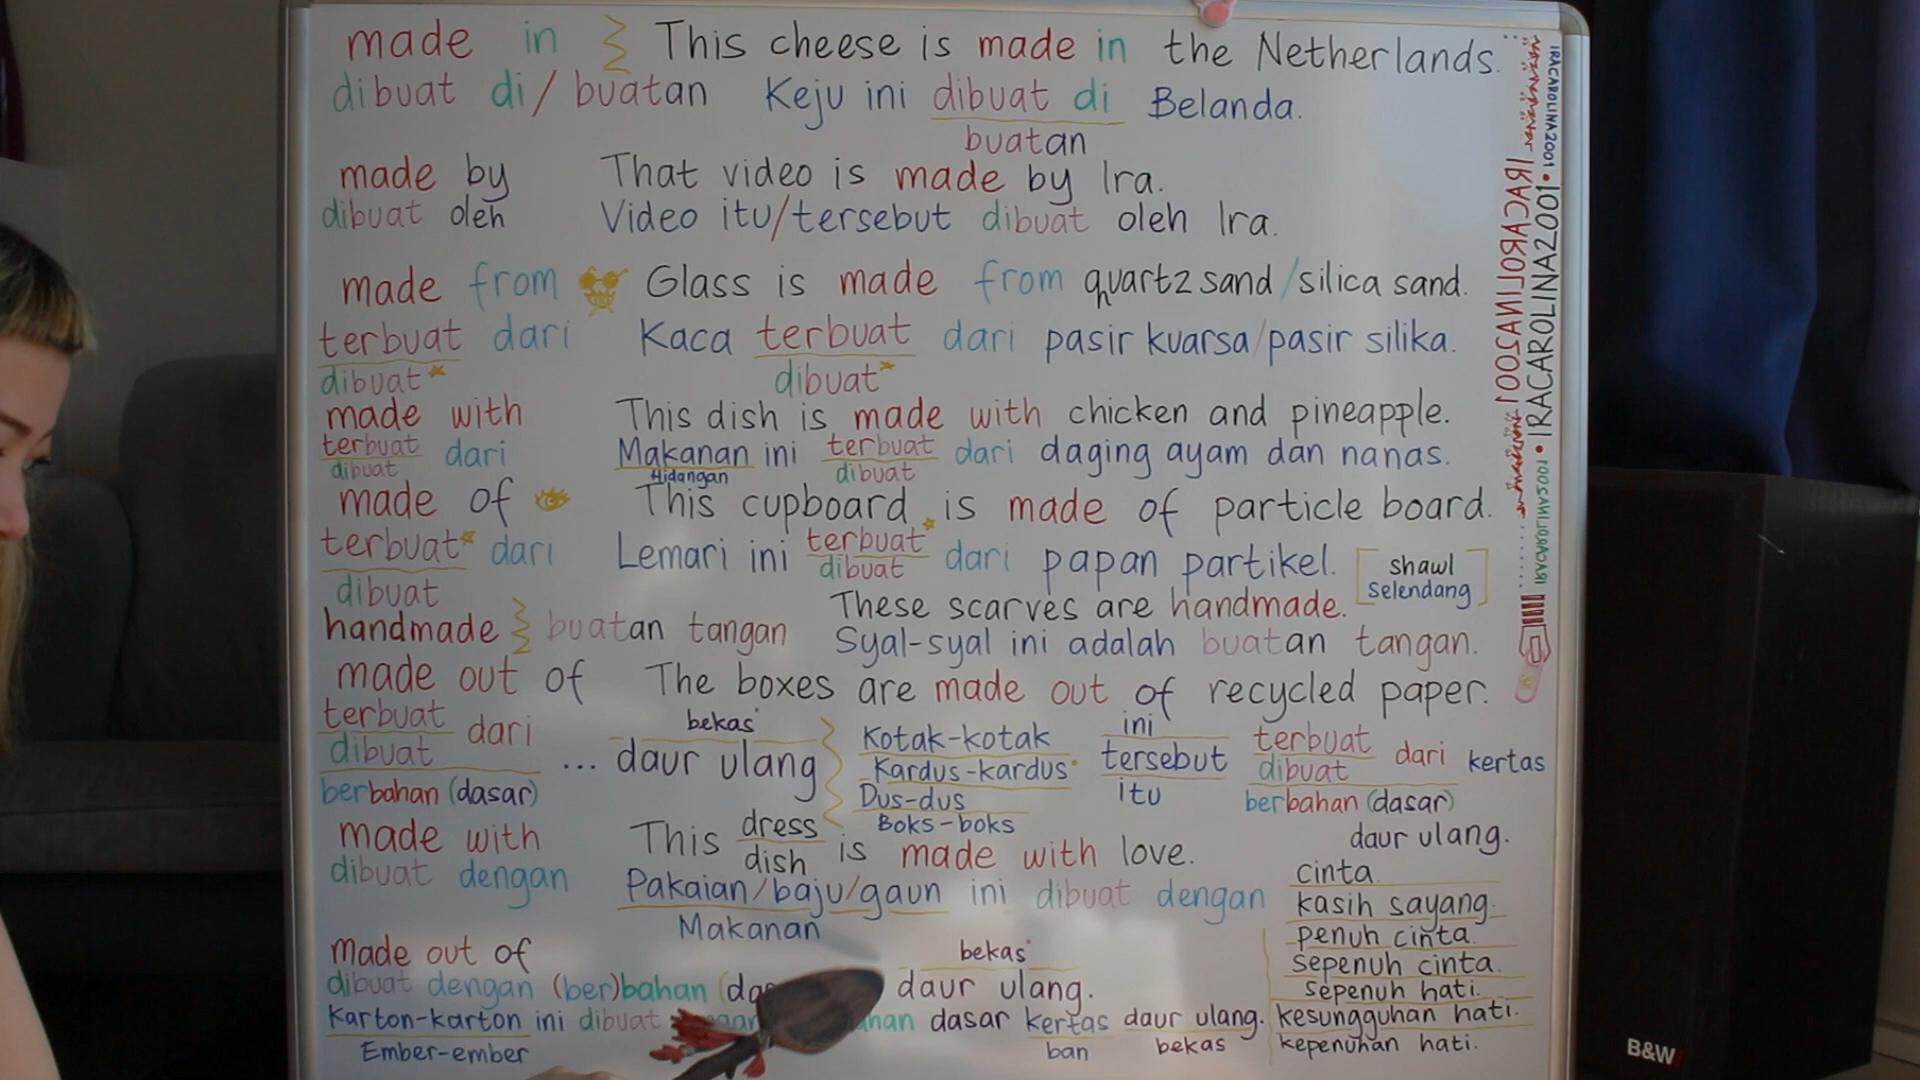 made in This cheese is made in the Netherlands.
dibuat di/buatan Keju ini dibuat di Belanda.
buatan
made by That video is made by Ira.
dibuat oleh Video itu/tersebut dibuat oleh Ira.
made from Glass is made from quartz sand/silica sand.
terbuat dari Kaca terbuat dari pasir kuarsa/pasir silika.
dibuat dibuat
made with This dish is made with chicken and pineapple.
terbuat dari Makanan ini terbuat dari daging ayam dan nanas.
dibuat Hidangan dibuat
made of This cupboard is made of particle board.
terbuat dari Lemari ini terbuat dari papan partikel.
dibuat dibuat
shawl
selendang
These scarves are handmade.
handmade buatan tangan Syal-syal ini adalah buatan tangan.
made out of The boxes are made out of recycled paper.
terbuat dari
dibuat
berbahan (dasar)
bekas
... daur ulang
Kotak-kotak ini terbuat
Kardus-kardus tersebut dibuat dari kertas
Dus-dus itu berbahan (dasar)
Boks-boks daur ulang.
made with This dress is made with love.
dish
dibuat dengan Pakaian/baju/gaun ini dibuat dengan cinta.
Makanan
kasih sayang.
penuh cinta.
sepenuh cinta.
sepenuh hati.
kesungguhan hati.
kepenuhan hati.
made out of bekas
dibuat dengan (ber)bahan daur ulang.
Karton-karton ini dibuat dasar kertas daur ulang.
Ember-ember ban bekas
IRACAROLINA2001
IRACAROLINA2001
IRACAROLINA2001
IRACAROLINA2001
B&W